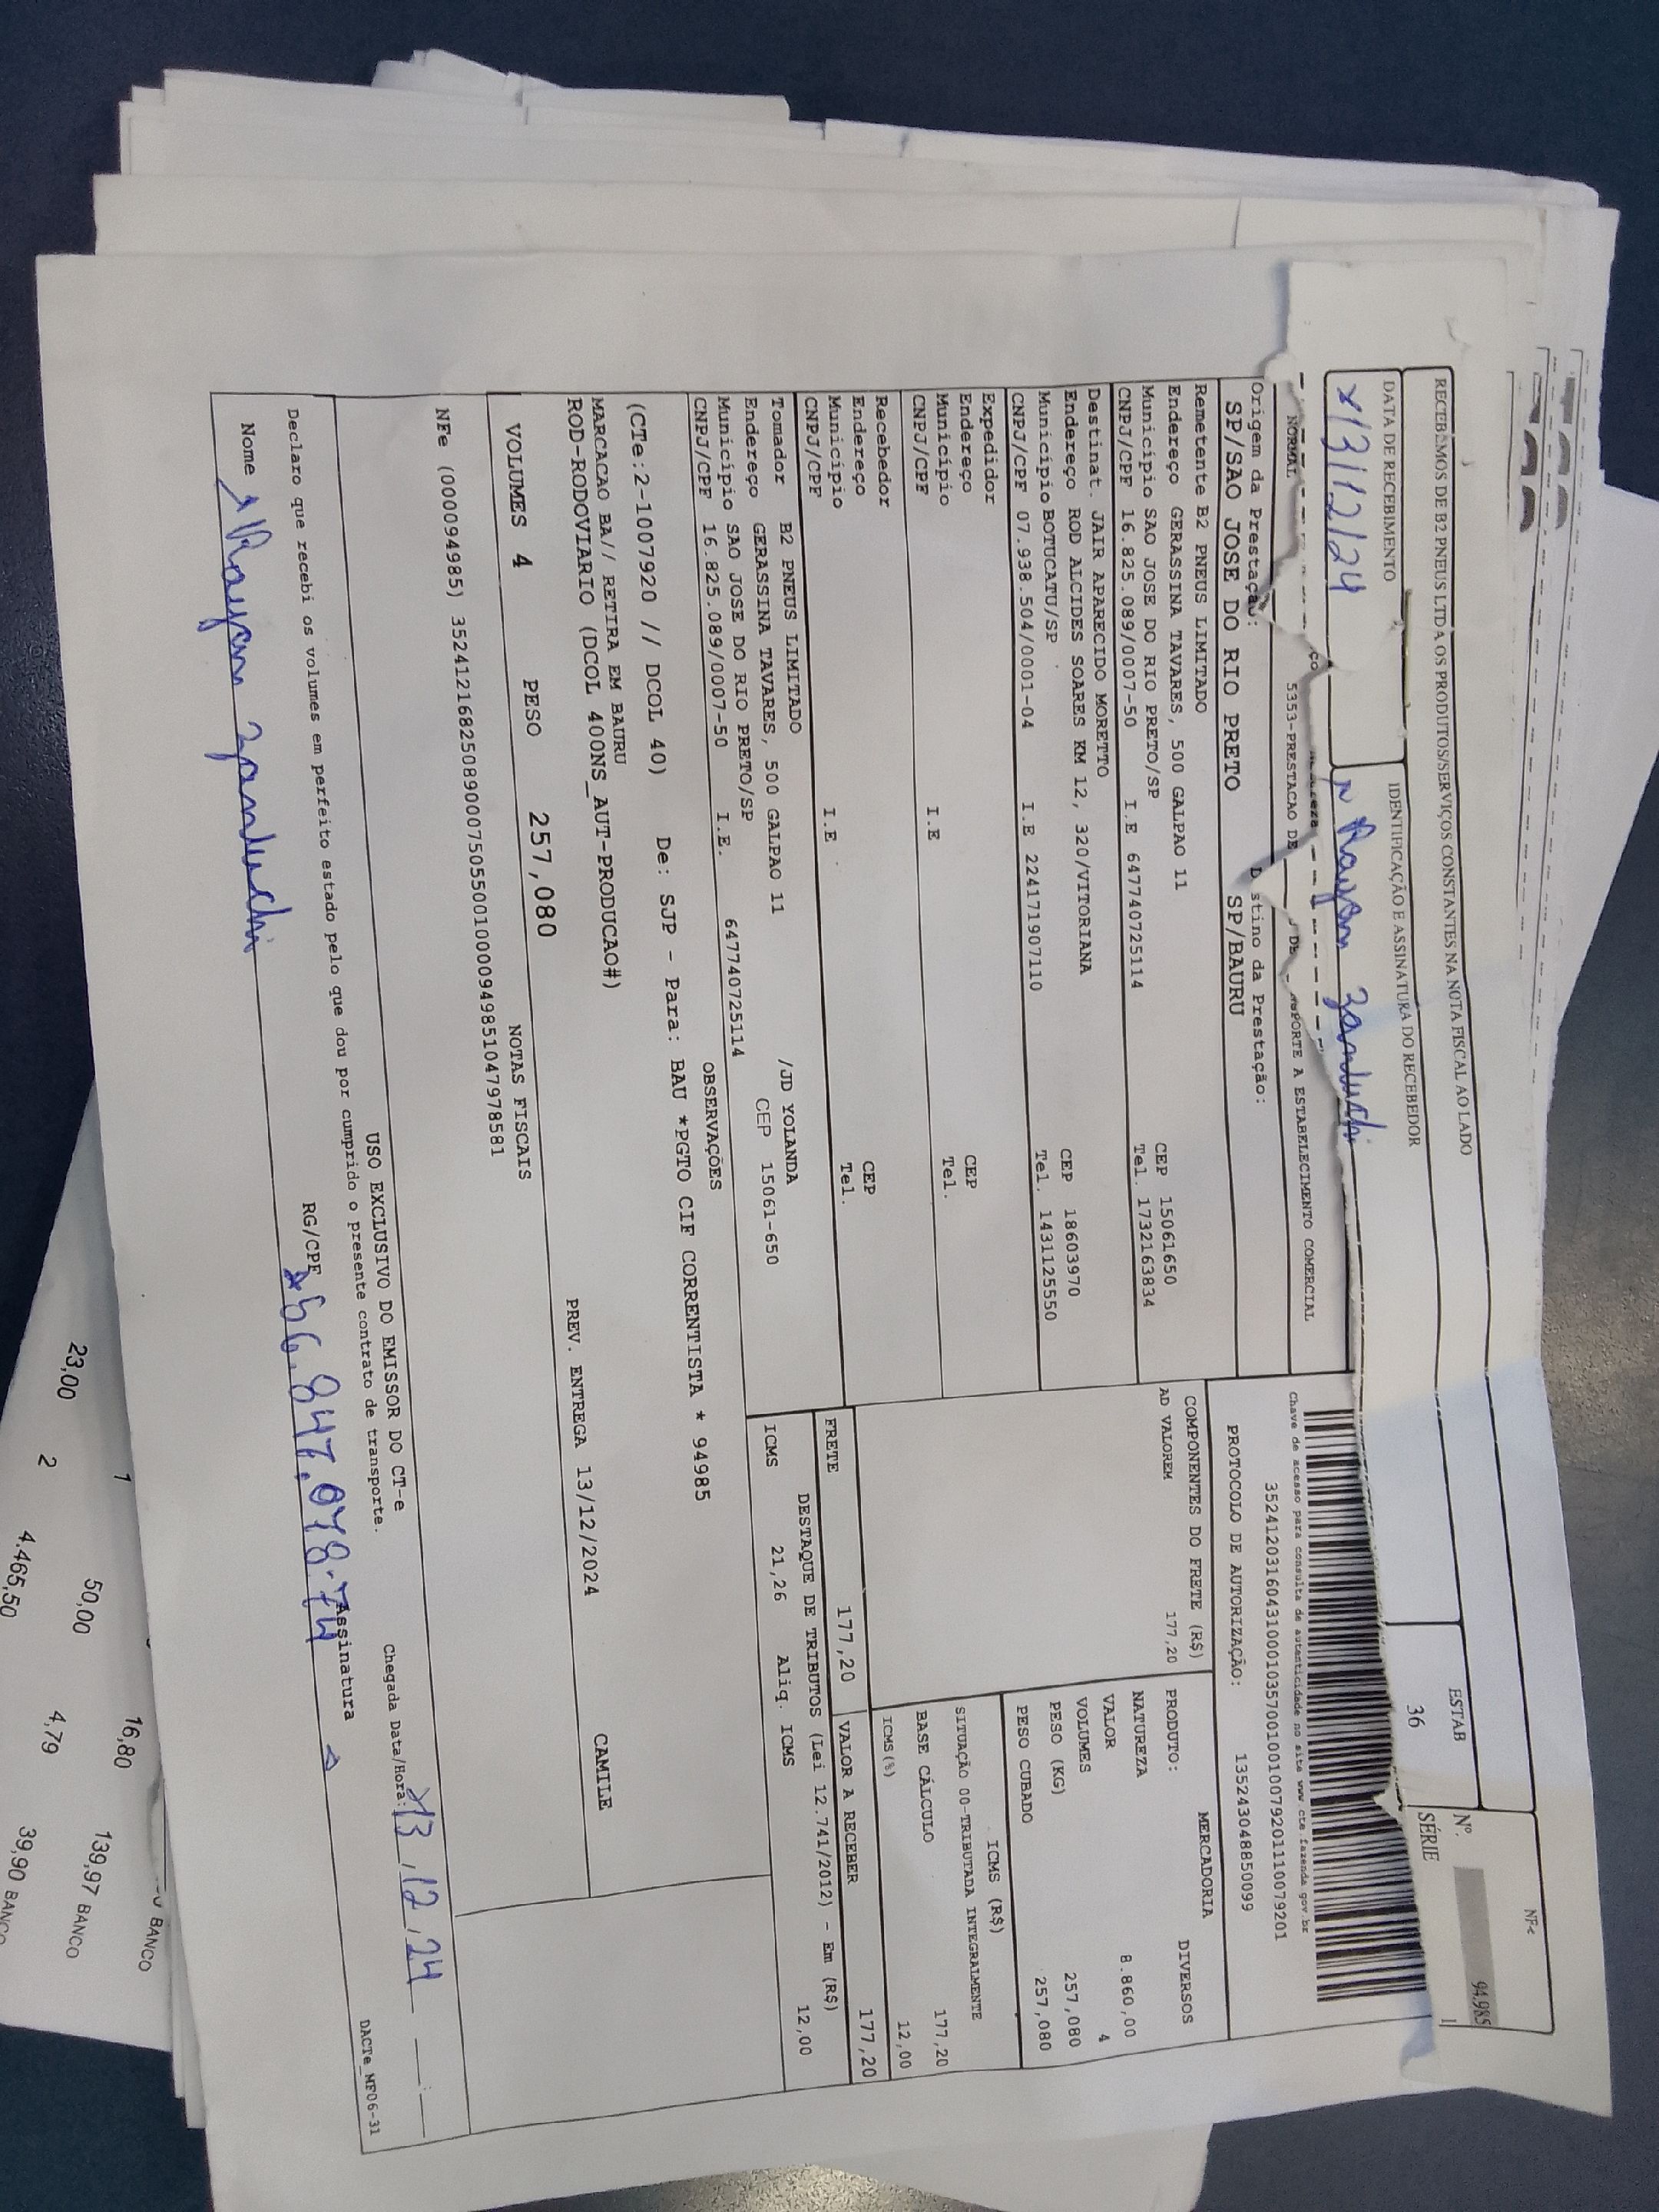 RECEBEMOS DE B2 PNEUS LTDA OS PRODUTOS/SERVIÇOS CONSTANTES NA NOTA FISCAL AO LADO
NF-e
DATA DE RECEBIMENTO
IDENTIFICAÇÃO E ASSINATURA DO RECEBEDOR
ESTAB
36
Nº. 94.985
SÉRIE 1
x13/12/24
x Rayan Zanluchi
NORMAL
5353-PRESTACAO DE
DE
PORTE A ESTABELECIMENTO COMERCIAL
Origem da Prestação:
stino da Prestação:
SP/SAO JOSE DO RIO PRETO
SP/BAURU
Chave de acesso para consulta de autenticidade no site www.cte.fazenda.gov.br
35241203160431000103570010010079201110079201
PROTOCOLO DE AUTORIZAÇÃO:
135243048850099
Remetente B2 PNEUS LIMITADO
Endereço GERASSINA TAVARES, 500 GALPAO 11
CEP 15061650
Município SAO JOSE DO RIO PRETO/SP
Tel. 1732163834
CNPJ/CPF 16.825.089/0007-50
I.E 647740725114
Destinat. JAIR APARECIDO MORETTO
Endereço ROD ALCIDES SOARES KM 12, 320/VITORIANA
CEP 18603970
Município BOTUCATU/SP
Tel. 1431125550
CNPJ/CPF 07.938.504/0001-04
I.E 224171907110
Expedidor
Endereço
CEP
Município
Tel.
CNPJ/CPF
I.E
Recebedor
Endereço
CEP
Município
Tel.
CNPJ/CPF
I.E
Tomador B2 PNEUS LIMITADO
Endereço GERASSINA TAVARES, 500 GALPAO 11
/JD YOLANDA
Município SAO JOSE DO RIO PRETO/SP
CEP 15061-650
CNPJ/CPF 16.825.089/0007-50
I.E. 647740725114
COMPONENTES DO FRETE (R$)
AD VALOREM 177,20
MERCADORIA
PRODUTO: DIVERSOS
NATUREZA
VALOR 8.860,00
VOLUMES 4
PESO (KG) 257,080
PESO CUBADO 257,080
ICMS (R$)
SITUAÇÃO 00-TRIBUTADA INTEGRALMENTE
BASE CÁLCULO 177,20
ICMS(%) 12,00
FRETE 177,20
VALOR A RECEBER 177,20
DESTAQUE DE TRIBUTOS (Lei 12.741/2012) - Em (R$)
ICMS 21,26 Aliq. ICMS 12,00
OBSERVAÇÕES
(CTe:2-1007920 // DCOL 40) De: SJP - Para: BAU *PGTO CIF CORRENTISTA * 94985
MARCACAO BA// RETIRA EM BAURU
ROD-RODOVIARIO (DCOL 400NS_AUT-PRODUCAO#)
PREV. ENTREGA 13/12/2024
CAMILE
VOLUMES 4
PESO 257,080
NOTAS FISCAIS
NFe (000094985) 35241216825089000750550010000949851047978581
USO EXCLUSIVO DO EMISSOR DO CT-e
Chegada Data/Hora: x13,12,24
Declaro que recebi os volumes em perfeito estado pelo que dou por cumprido o presente contrato de transporte.
Nome x Rayan Zanluchi
RG/CPF x56.847.078-74
Assinatura
DACTe_MF06-31
1
16,80
BANCO
23,00
50,00
139,97 BANCO
2
4,79
4.465,50
39,90 BANCO